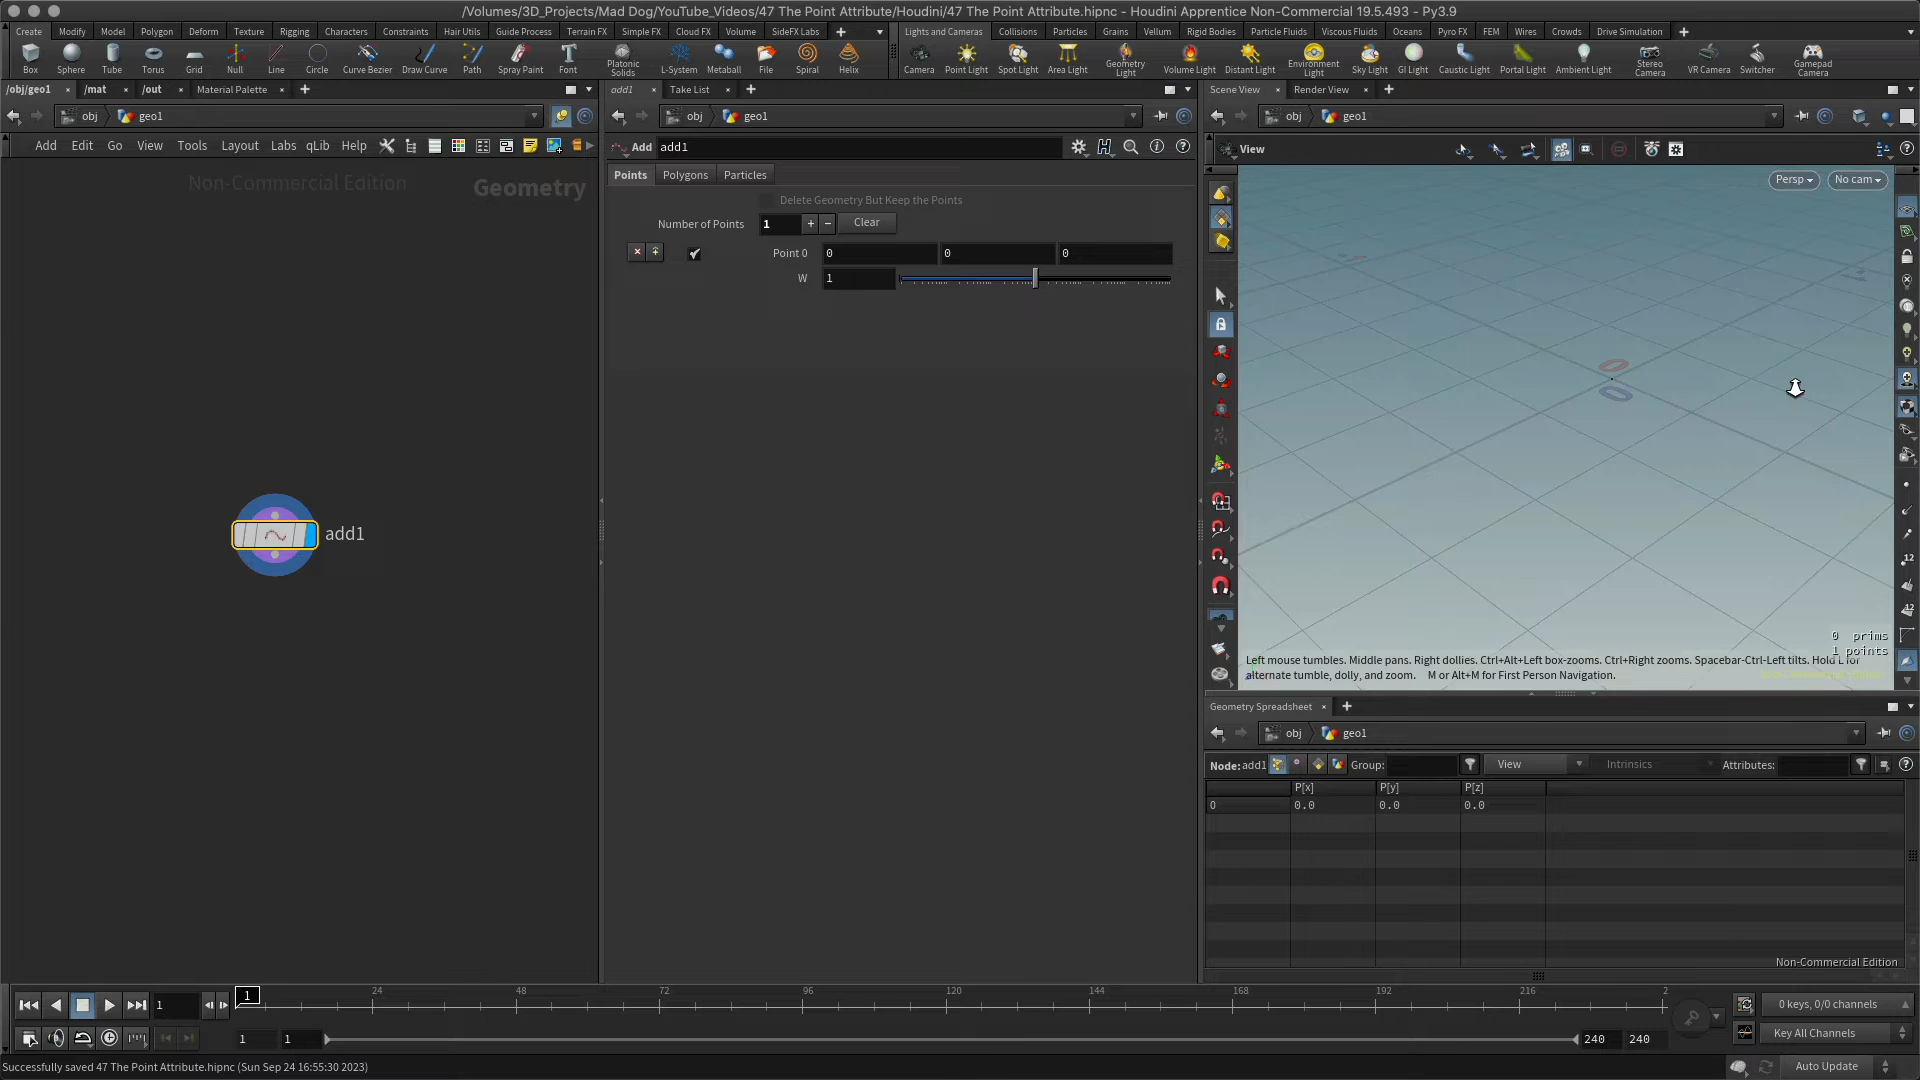 /Volumes/3D_Projects/Mad Dog/YouTube_Videos/47 The Point Attribute/Houdini/47 The Point Attribute.hipnc - Houdini Apprentice Non-Commercial 19.5.493 - Py3.9
Create Modify Model Polygon Deform Texture Rigging Characters Constraints Hair Utils Guide Process Terrain FX Simple FX Cloud FX Volume SideFX Labs
Lights and Cameras Collisions Particles Grains Vellum Rigid Bodies Particle Fluids Viscous Fluids Oceans Pyro FX FEM Wires Crowds Drive Simulation
Box Sphere Tube Torus Grid Null Line Circle Curve Bezier Draw Curve Path Spray Paint Font Platonic Solids L-System Metaball File Spiral Helix
Camera Point Light Spot Light Area Light Geometry Light Volume Light Distant Light Environment Light Sky Light GI Light Caustic Light Portal Light Ambient Light Stereo Camera VR Camera Switcher Gamepad Camera
/obj/geo1 /mat /out Material Palette
add1 Take List
Scene View Render View
obj geo1
obj geo1
obj geo1
Add Edit Go View Tools Layout Labs qLib Help
Add add1
View
Non-Commercial Edition
Geometry
Points Polygons Particles
Delete Geometry But Keep the Points
Number of Points 1 + − Clear
Point 0 0 0 0
W 1
Persp
No cam
0
0
12
12
add1
0 prims
1 points
Left mouse tumbles. Middle pans. Right dollies. Ctrl+Alt+Left box-zooms. Ctrl+Right zooms. Spacebar-Ctrl-Left tilts. Hold L for
alternate tumble, dolly, and zoom. M or Alt+M for First Person Navigation.
Geometry Spreadsheet
obj geo1
Node: add1 Group: View Intrinsics Attributes:
P[x] P[y] P[z]
0 0.0 0.0 0.0
Non-Commercial Edition
1 1 24 48 72 96 120 144 168 192 216 2
0 keys, 0/0 channels
1 1 240 240
Key All Channels
Successfully saved 47 The Point Attribute.hipnc (Sun Sep 24 16:55:30 2023)
Auto Update